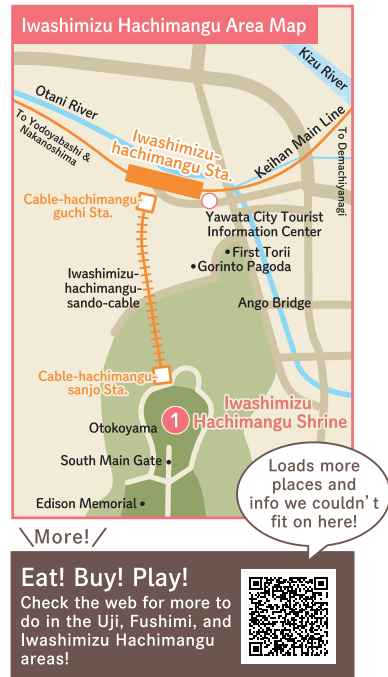 Iwashimizu Hachimangu Area Map
Kizu River
Otani River
To Yodoyabashi &
Nakanoshima
Iwashimizu-
hachimangu Sta.
Keihan Main Line
To Demachiyanagi
Cable-hachimangu-
guchi Sta.
Yawata City Tourist
Information Center
First Torii
Gorinto Pagoda
Iwashimizu-
hachimangu-
sando-cable
Ango Bridge
Cable-hachimangu-
sanjo Sta.
1
Iwashimizu
Hachimangu Shrine
Otokoyama
South Main Gate
Edison Memorial
Loads more
places and
info we couldn't
fit on here!
\More!/
Eat! Buy! Play!
Check the web for more to
do in the Uji, Fushimi, and
Iwashimizu Hachimangu
areas!